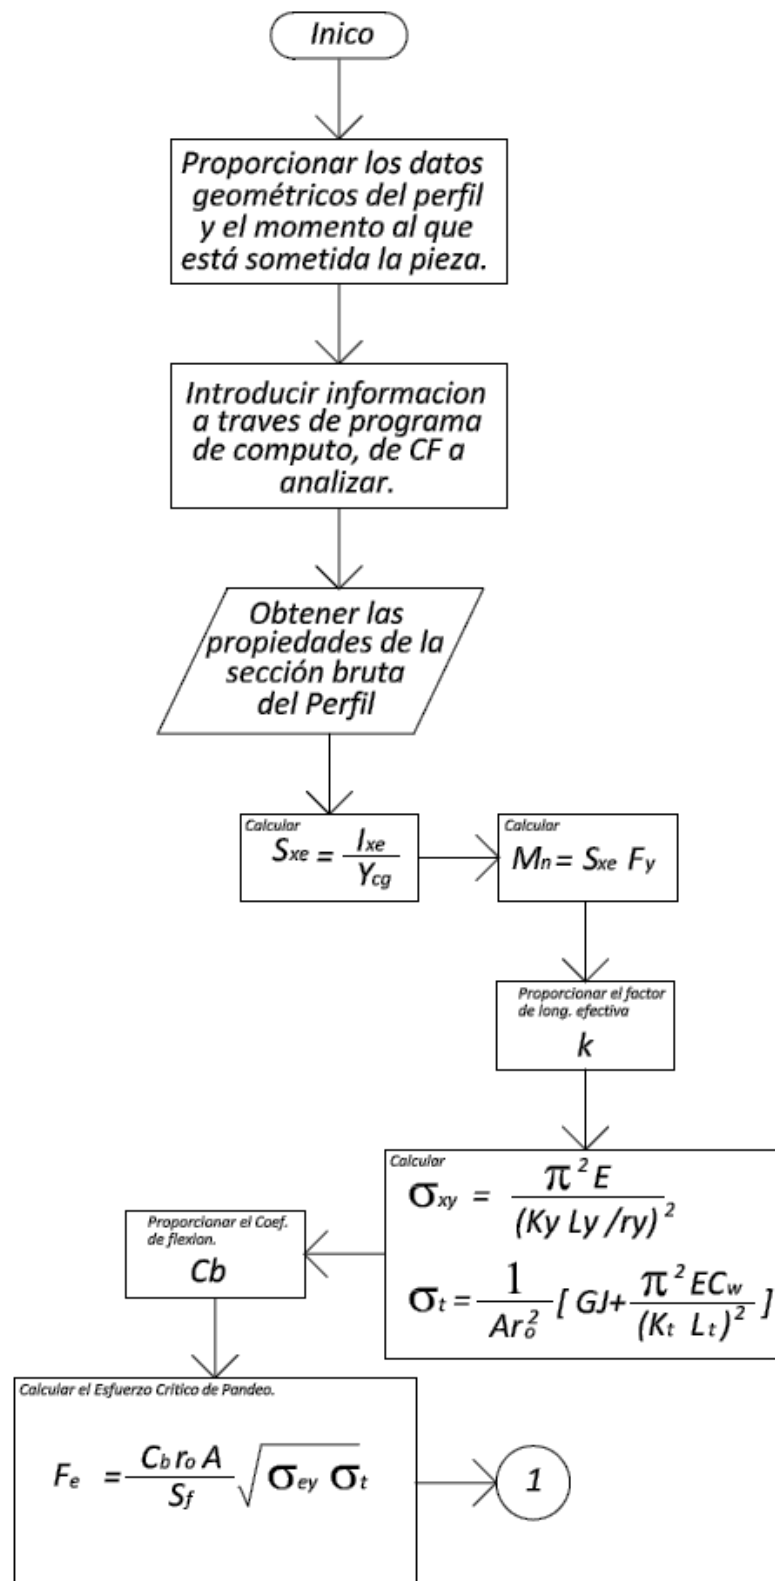 Inico
Proporcionar los datos
geométricos del perfil
y el momento al que
está sometida la pieza.
Introducir informacion
a traves de programa
de computo, de CF a
analizar.
Obtener las
propiedades de la
sección bruta
del Perfil
Calcular
Sxe = Ixe / Ycg
Calcular
Mn = Sxe Fy
Proporcionar el factor
de long. efectiva
k
Calcular
σxy = π² E / (Ky Ly /ry)²
σt = 1 / Aro² [ GJ+ π² ECw / (Kt Lt)² ]
Proporcionar el Coef.
de flexian.
Cb
Calcular el Esfuerzo Critico de Pandeo.
Fe = Cb ro A / Sf √ σey σt
1